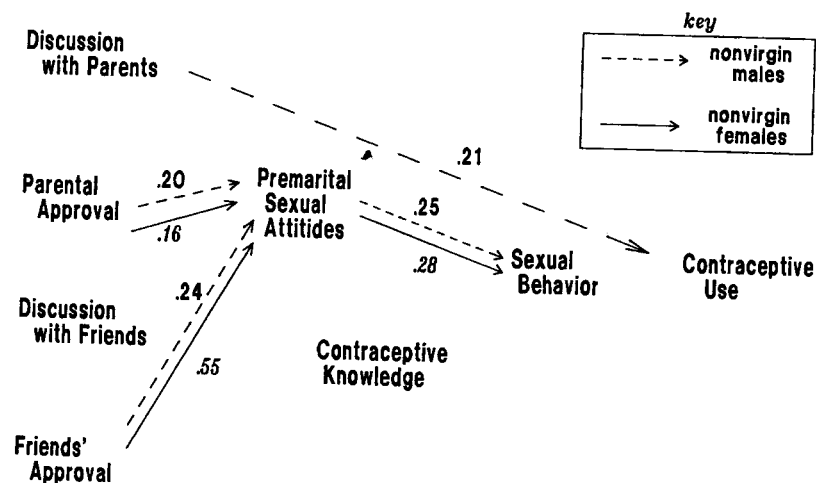 key
nonvirgin
males
nonvirgin
females
Discussion
with Parents
.21
Parental
Approval
.20
.16
Premarital
Sexual
Attitides
.25
.28
Sexual
Behavior
Contraceptive
Use
Discussion
with Friends
.24
.55
Contraceptive
Knowledge
Friends'
Approval